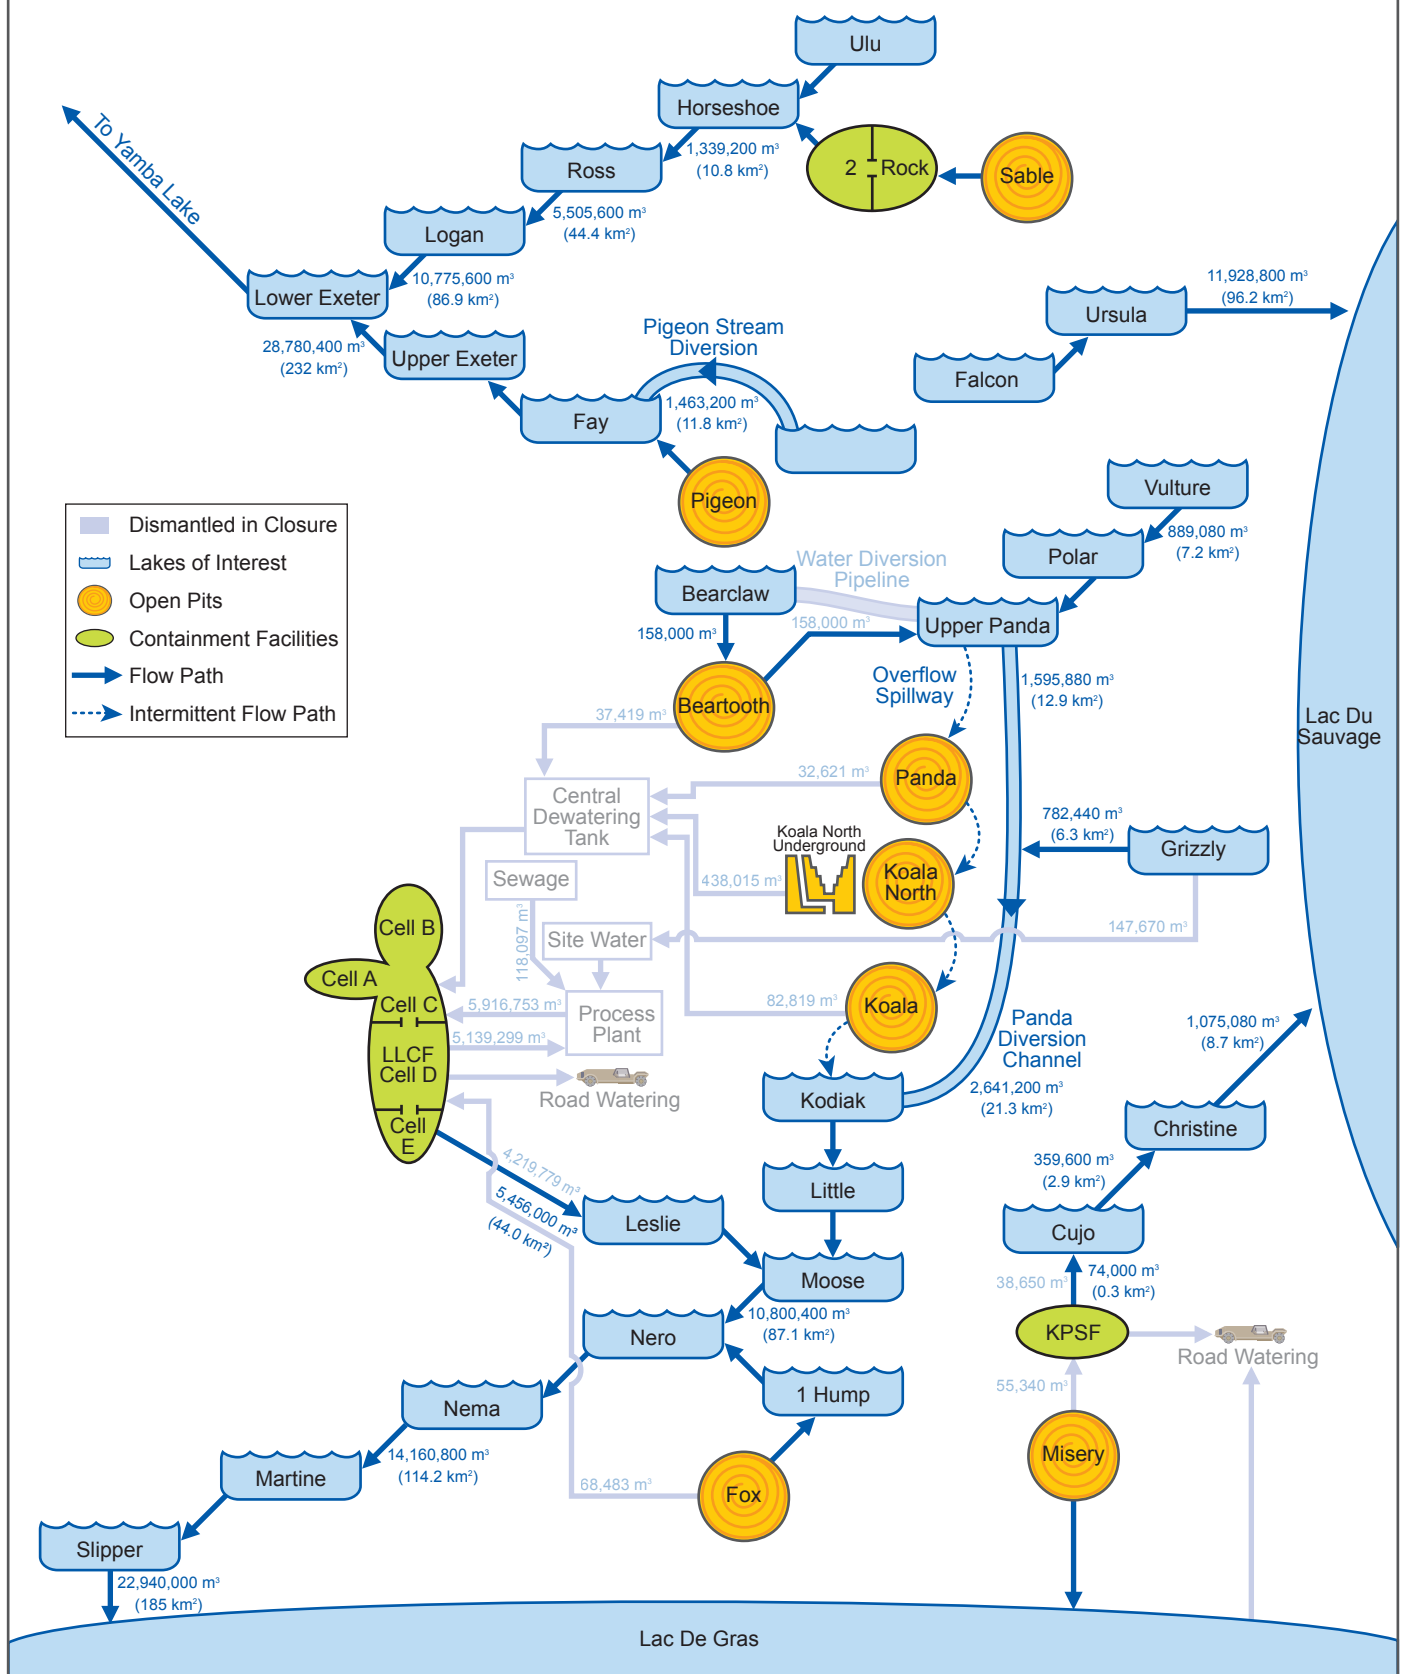 Ulu
Horseshoe
1,339,200 m³
(10.8 km²)
2 Rock
Sable
Ross
5,505,600 m³
(44.4 km²)
To Yamba Lake
Logan
10,775,600 m³
(86.9 km²)
Lower Exeter
28,780,400 m³
(232 km²)
Upper Exeter
Pigeon Stream
Diversion
1,463,200 m³
(11.8 km²)
Fay
Pigeon
11,928,800 m³
(96.2 km²)
Ursula
Falcon
Vulture
889,080 m³
(7.2 km²)
Polar
Dismantled in Closure
Lakes of Interest
Open Pits
Containment Facilities
Flow Path
Intermittent Flow Path
Water Diversion
Pipeline
Bearclaw
158,000 m³
158,000 m³
Upper Panda
Overflow
Spillway
1,595,880 m³
(12.9 km²)
Beartooth
37,419 m³
Lac Du
Sauvage
Panda
32,621 m³
Central
Dewatering
Tank
782,440 m³
(6.3 km²)
Grizzly
147,670 m³
Koala North
Underground
438,015 m³
Koala
North
Sewage
118,097 m³
Site Water
Cell B
Cell A
Cell C
5,916,753 m³
Process
Plant
82,819 m³
Koala
5,139,299 m³
LLCF
Cell D
Road Watering
Cell
E
Panda
Diversion
Channel
2,641,200 m³
(21.3 km²)
Kodiak
1,075,080 m³
(8.7 km²)
Christine
359,600 m³
(2.9 km²)
4,219,779 m³
5,456,000 m³
(44.0 km²)
Little
Leslie
Cujo
Moose
38,650 m³
74,000 m³
(0.3 km²)
10,800,400 m³
(87.1 km²)
Nero
KPSF
Road Watering
55,340 m³
1 Hump
Nema
14,160,800 m³
(114.2 km²)
Misery
Martine
68,483 m³
Fox
Slipper
22,940,000 m³
(185 km²)
Lac De Gras